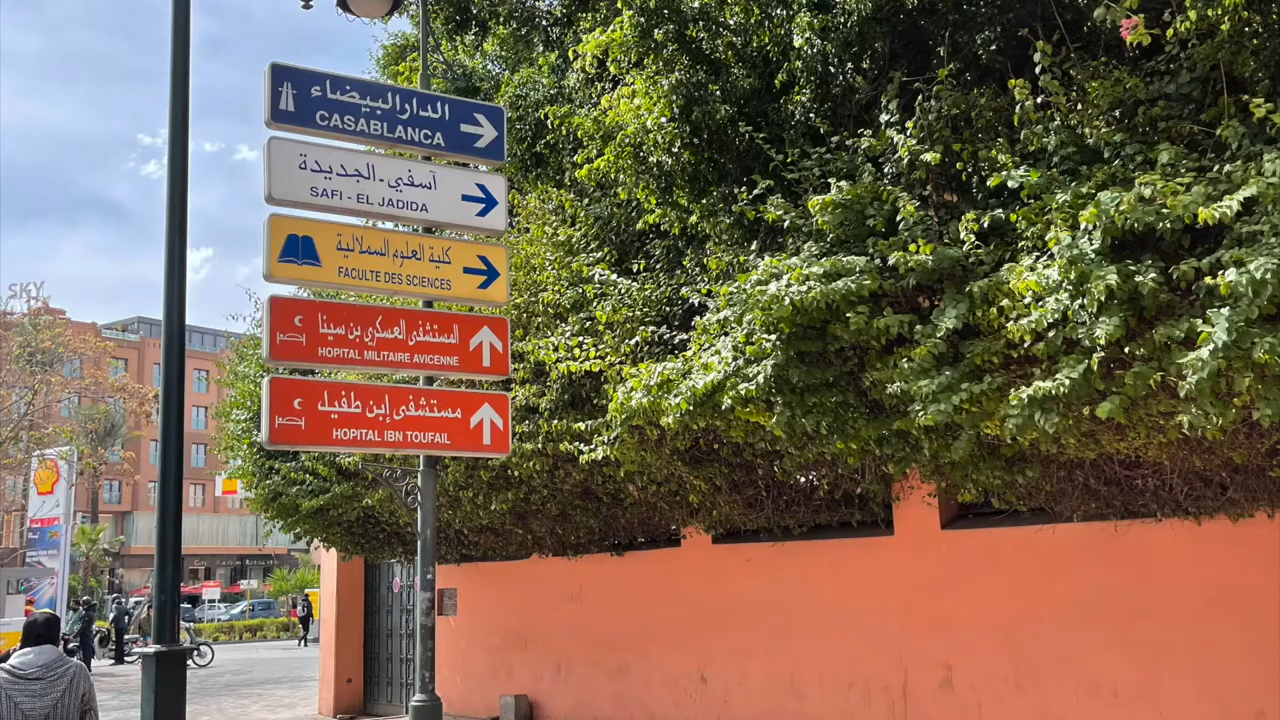 الدارالبيضاء
CASABLANCA
آسفي - الجديدة
SAFI - EL JADIDA
كلية العلوم السملالية
FACULTE DES SCIENCES
المستشفى العسكري بن سينا
HOPITAL MILITAIRE AVICENNE
مستشفى إبن طفيل
HOPITAL IBN TOUFAIL
SKY